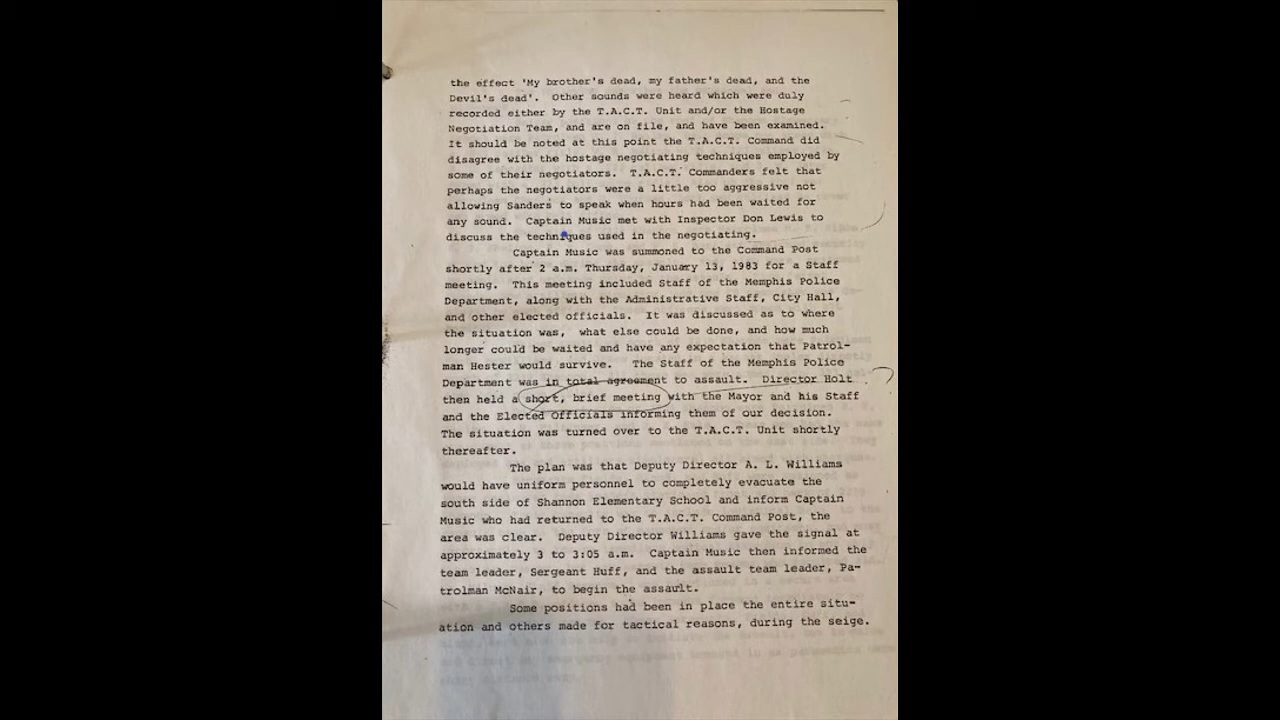 the effect 'My brother's dead, my father's dead, and the
Devil's dead'. Other sounds were heard which were duly
recorded either by the T.A.C.T. Unit and/or the Hostage
Negotiation Team, and are on file, and have been examined.
It should be noted at this point the T.A.C.T. Command did
disagree with the hostage negotiating techniques employed by
some of their negotiators. T.A.C.T. Commanders felt that
perhaps the negotiators were a little too aggressive not
allowing Sanders to speak when hours had been waited for
any sound. Captain Music met with Inspector Don Lewis to
discuss the techniques used in the negotiating.
Captain Music was summoned to the Command Post
shortly after 2 a.m. Thursday, January 13, 1983 for a Staff
meeting. This meeting included Staff of the Memphis Police
Department, along with the Administrative Staff, City Hall,
and other elected officials. It was discussed as to where
the situation was, what else could be done, and how much
longer could be waited and have any expectation that Patrol-
man Hester would survive. The Staff of the Memphis Police
Department was in total agreement to assault. Director Holt
then held a short, brief meeting with the Mayor and his Staff
and the Elected Officials informing them of our decision.
The situation was turned over to the T.A.C.T. Unit shortly
thereafter.
The plan was that Deputy Director A. L. Williams
would have uniform personnel to completely evacuate the
south side of Shannon Elementary School and inform Captain
Music who had returned to the T.A.C.T. Command Post, the
area was clear. Deputy Director Williams gave the signal at
approximately 3 to 3:05 a.m. Captain Music then informed the
team leader, Sergeant Huff, and the assault team leader, Pa-
trolman McNair, to begin the assault.
Some positions had been in place the entire situ-
ation and others made for tactical reasons, during the seige.